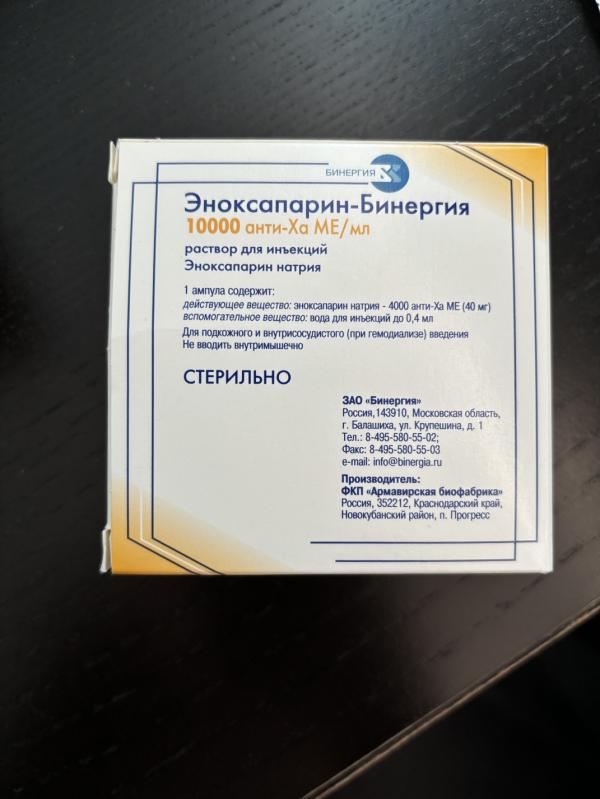 БИНЕРГИЯ
Эноксапарин-Бинергия
10000 анти-Ха МЕ/мл
раствор для инъекций
Эноксапарин натрия
1 ампула содержит:
действующее вещество: эноксапарин натрия - 4000 анти-Ха МЕ (40 мг)
вспомогательное вещество: вода для инъекций до 0,4 мл
Для подкожного и внутрисосудистого (при гемодиализе) введения
Не вводить внутримышечно
СТЕРИЛЬНО
ЗАО «Бинергия»
Россия,143910, Московская область,
г. Балашиха, ул. Крупешина, д. 1
Тел.: 8-495-580-55-02;
Факс: 8-495-580-55-03
e-mail: info@binergia.ru
Производитель:
ФКП «Армавирская биофабрика»
Россия, 352212, Краснодарский край,
Новокубанский район, п. Прогресс